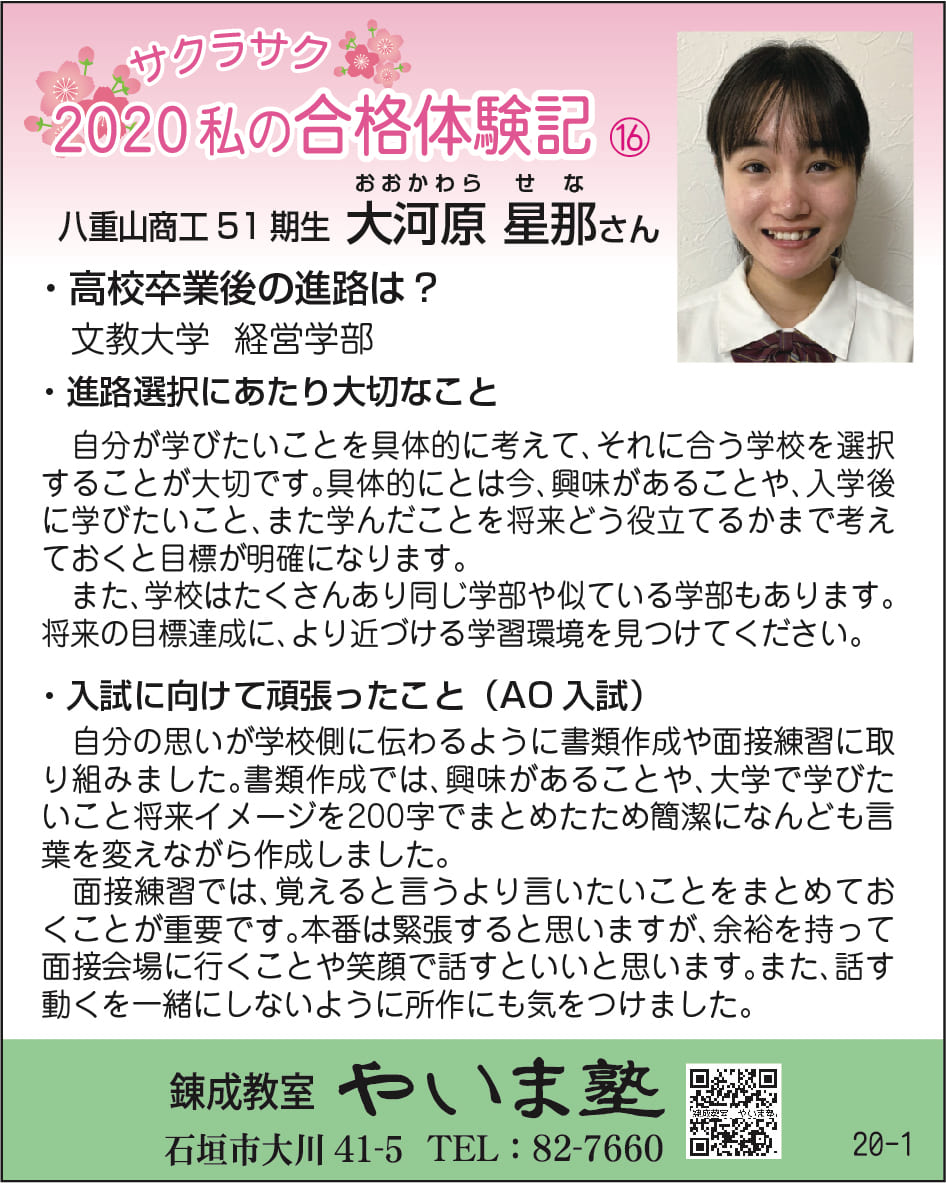 サクラサク
2020 私の合格体験記 ⑯
おおかわら せな
八重山商工 51 期生 大河原 星那さん
・高校卒業後の進路は？
文教大学 経営学部
・進路選択にあたり大切なこと
自分が学びたいことを具体的に考えて、それに合う学校を選択
することが大切です。具体的にとは今、興味があることや、入学後
に学びたいこと、また学んだことを将来どう役立てるかまで考え
ておくと目標が明確になります。
また、学校はたくさんあり同じ学部や似ている学部もあります。
将来の目標達成に、より近づける学習環境を見つけてください。
・入試に向けて頑張ったこと（AO 入試）
自分の思いが学校側に伝わるように書類作成や面接練習に取
り組みました。書類作成では、興味があることや、大学で学びた
いこと将来イメージを200字でまとめたため簡潔になんども言
葉を変えながら作成しました。
面接練習では、覚えると言うより言いたいことをまとめてお
くことが重要です。本番は緊張すると思いますが、余裕を持って
面接会場に行くことや笑顔で話すといいと思います。また、話す
動くを一緒にしないように所作にも気をつけました。
錬成教室 やいま塾
錬成教室 やいま塾
石垣市大川 41-5 TEL：82-7660
20-1